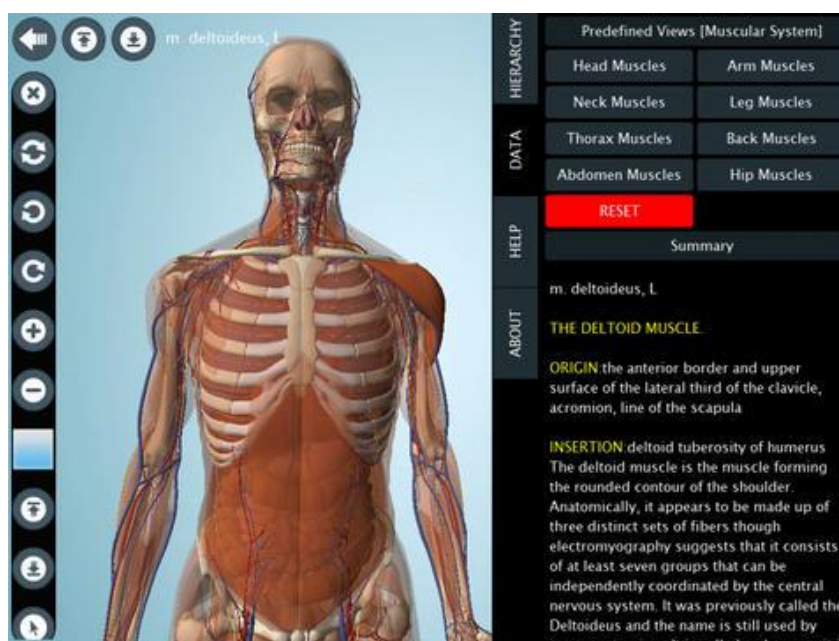 m. deltoideus, L
HIERARCHY
DATA
HELP
ABOUT
Predefined Views [Muscular System]
Head Muscles
Arm Muscles
Neck Muscles
Leg Muscles
Thorax Muscles
Back Muscles
Abdomen Muscles
Hip Muscles
RESET
Summary
m. deltoideus, L
THE DELTOID MUSCLE.
ORIGIN:the anterior border and upper
surface of the lateral third of the clavicle,
acromion, line of the scapula
INSERTION:deltoid tuberosity of humerus
The deltoid muscle is the muscle forming
the rounded contour of the shoulder.
Anatomically, it appears to be made up of
three distinct sets of fibers though
electromyography suggests that it consists
of at least seven groups that can be
independently coordinated by the central
nervous system. It was previously called the
Deltoideus and the name is still used by